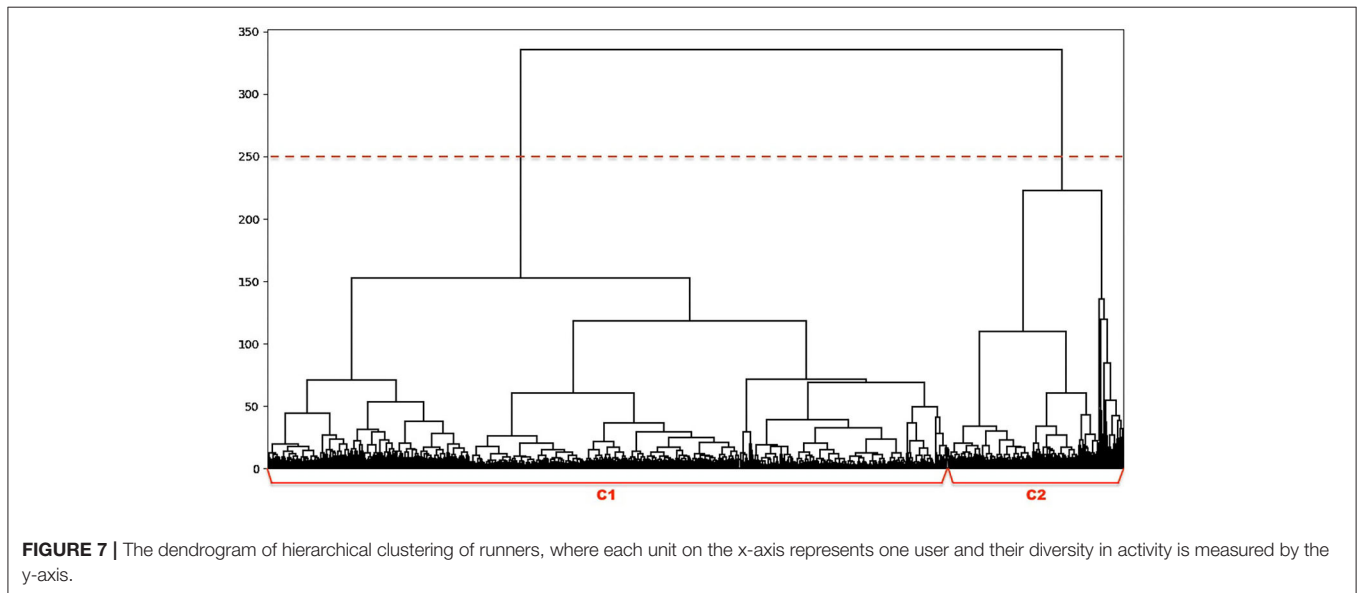 350
300
250
200
150
100
50
0
C1 C2
FIGURE 7 | The dendrogram of hierarchical clustering of runners, where each unit on the x-axis represents one user and their diversity in activity is measured by the
y-axis.